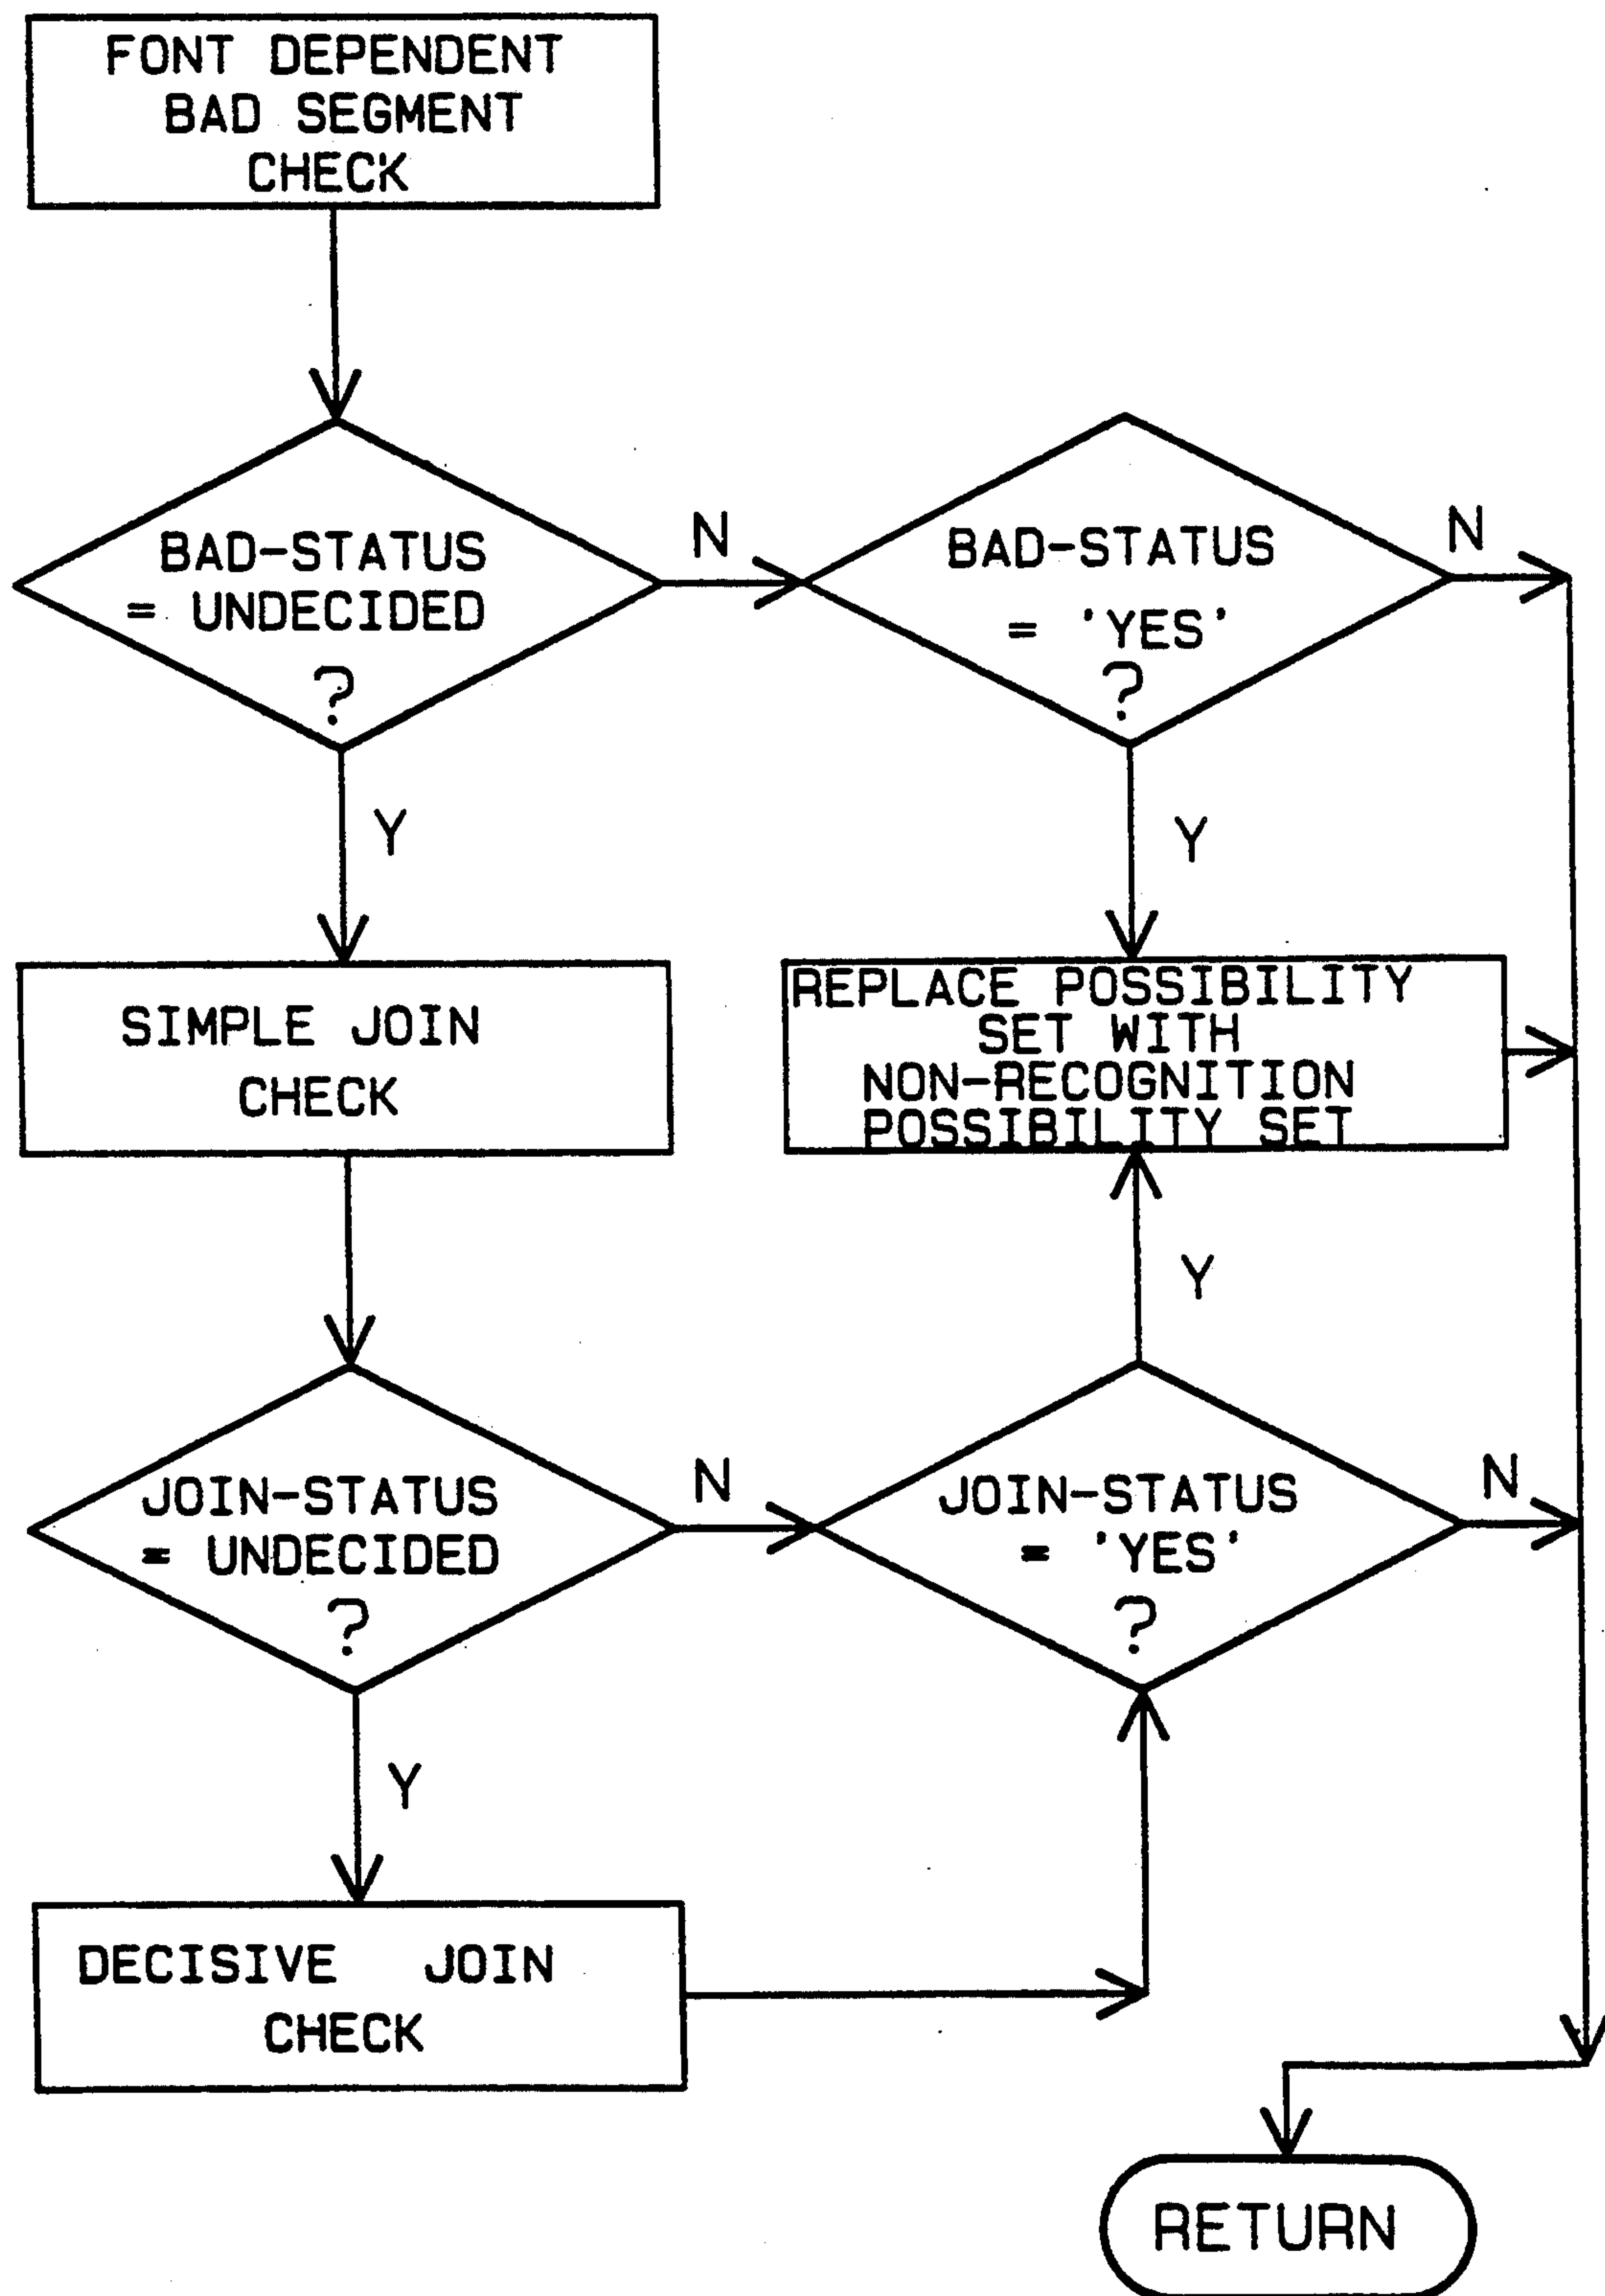 FONT DEPENDENT
BAD SEGMENT
CHECK
BAD-STATUS
= UNDECIDED
?
N
BAD-STATUS
= 'YES'
?
N
Y
Y
SIMPLE JOIN
CHECK
REPLACE POSSIBILITY
SET WITH
NON-RECOGNITION
POSSIBILITY SET
Y
JOIN-STATUS
= UNDECIDED
?
N
JOIN-STATUS
= 'YES'
?
N
Y
DECISIVE JOIN
CHECK
RETURN